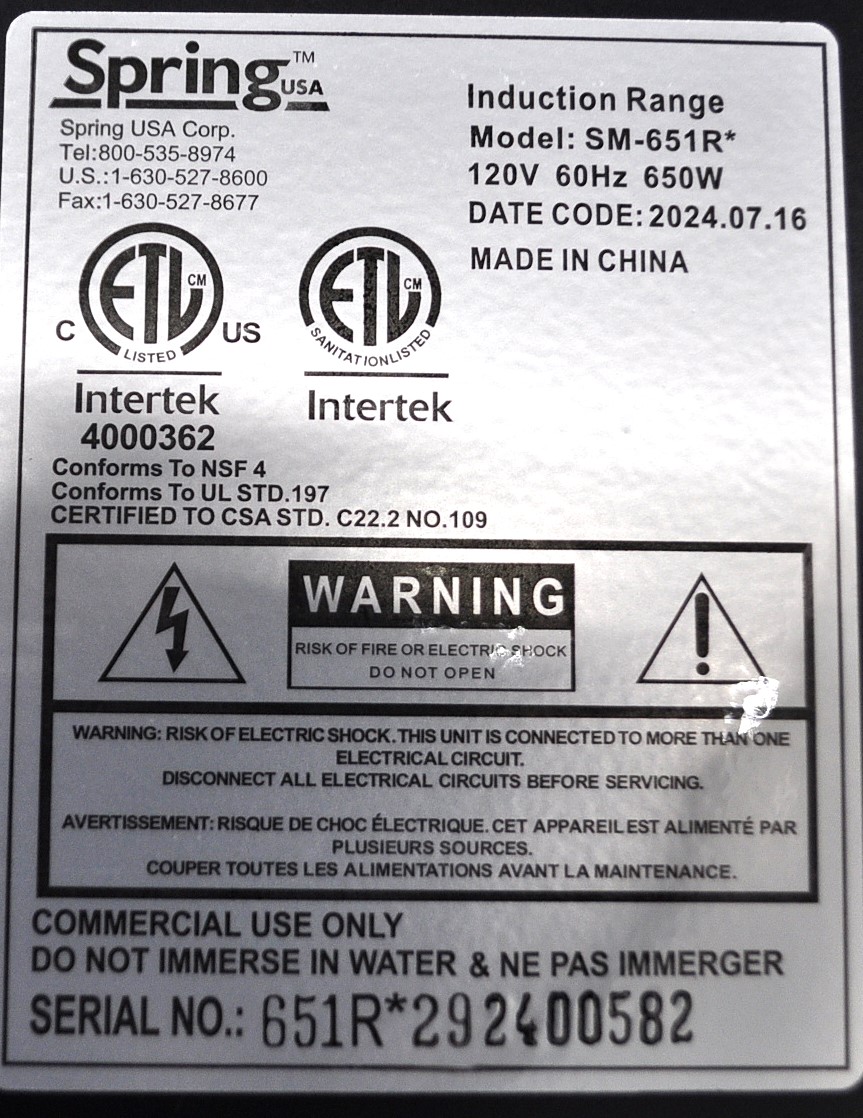 Spring™
USA
Spring USA Corp.
Tel:800-535-8974
U.S.:1-630-527-8600
Fax:1-630-527-8677
Induction Range
Model: SM-651R*
120V 60Hz 650W
DATE CODE: 2024.07.16
MADE IN CHINA
ETL CM
C US
LISTED
Intertek
4000362
ETL CM
SANITATION LISTED
Intertek
Conforms To NSF 4
Conforms To UL STD.197
CERTIFIED TO CSA STD. C22.2 NO.109
WARNING
RISK OF FIRE OR ELECTRIC SHOCK
DO NOT OPEN
WARNING: RISK OF ELECTRIC SHOCK. THIS UNIT IS CONNECTED TO MORE THAN ONE
ELECTRICAL CIRCUIT.
DISCONNECT ALL ELECTRICAL CIRCUITS BEFORE SERVICING.
AVERTISSEMENT: RISQUE DE CHOC ÉLECTRIQUE. CET APPAREIL EST ALIMENTÉ PAR
PLUSIEURS SOURCES.
COUPER TOUTES LES ALIMENTATIONS AVANT LA MAINTENANCE.
COMMERCIAL USE ONLY
DO NOT IMMERSE IN WATER & NE PAS IMMERGER
SERIAL NO.: 651R*292400582